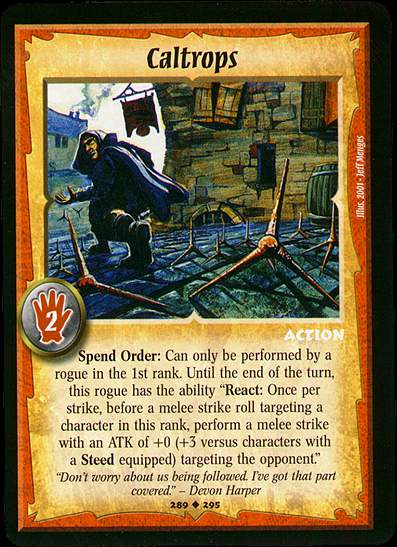 Caltrops
Illus. 2001 • Jeff Menges
2
ACTION
Spend Order: Can only be performed by a
rogue in the 1st rank. Until the end of the turn,
this rogue has the ability “React: Once per
strike, before a melee strike roll targeting a
character in this rank, perform a melee strike
with an ATK of +0 (+3 versus characters with
a Steed equipped) targeting the opponent.”
“Don’t worry about us being followed. I’ve got that part
covered.” – Devon Harper
289 ◆ 295